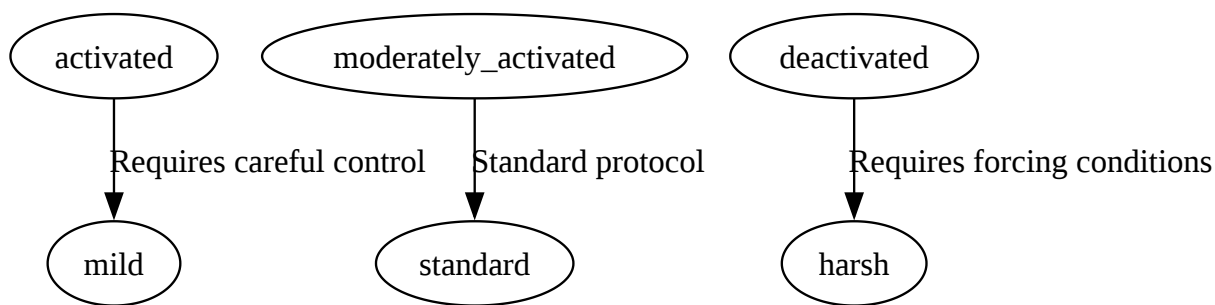 activated
moderately_activated
deactivated
Requires careful control
Standard protocol
Requires forcing conditions
mild
standard
harsh